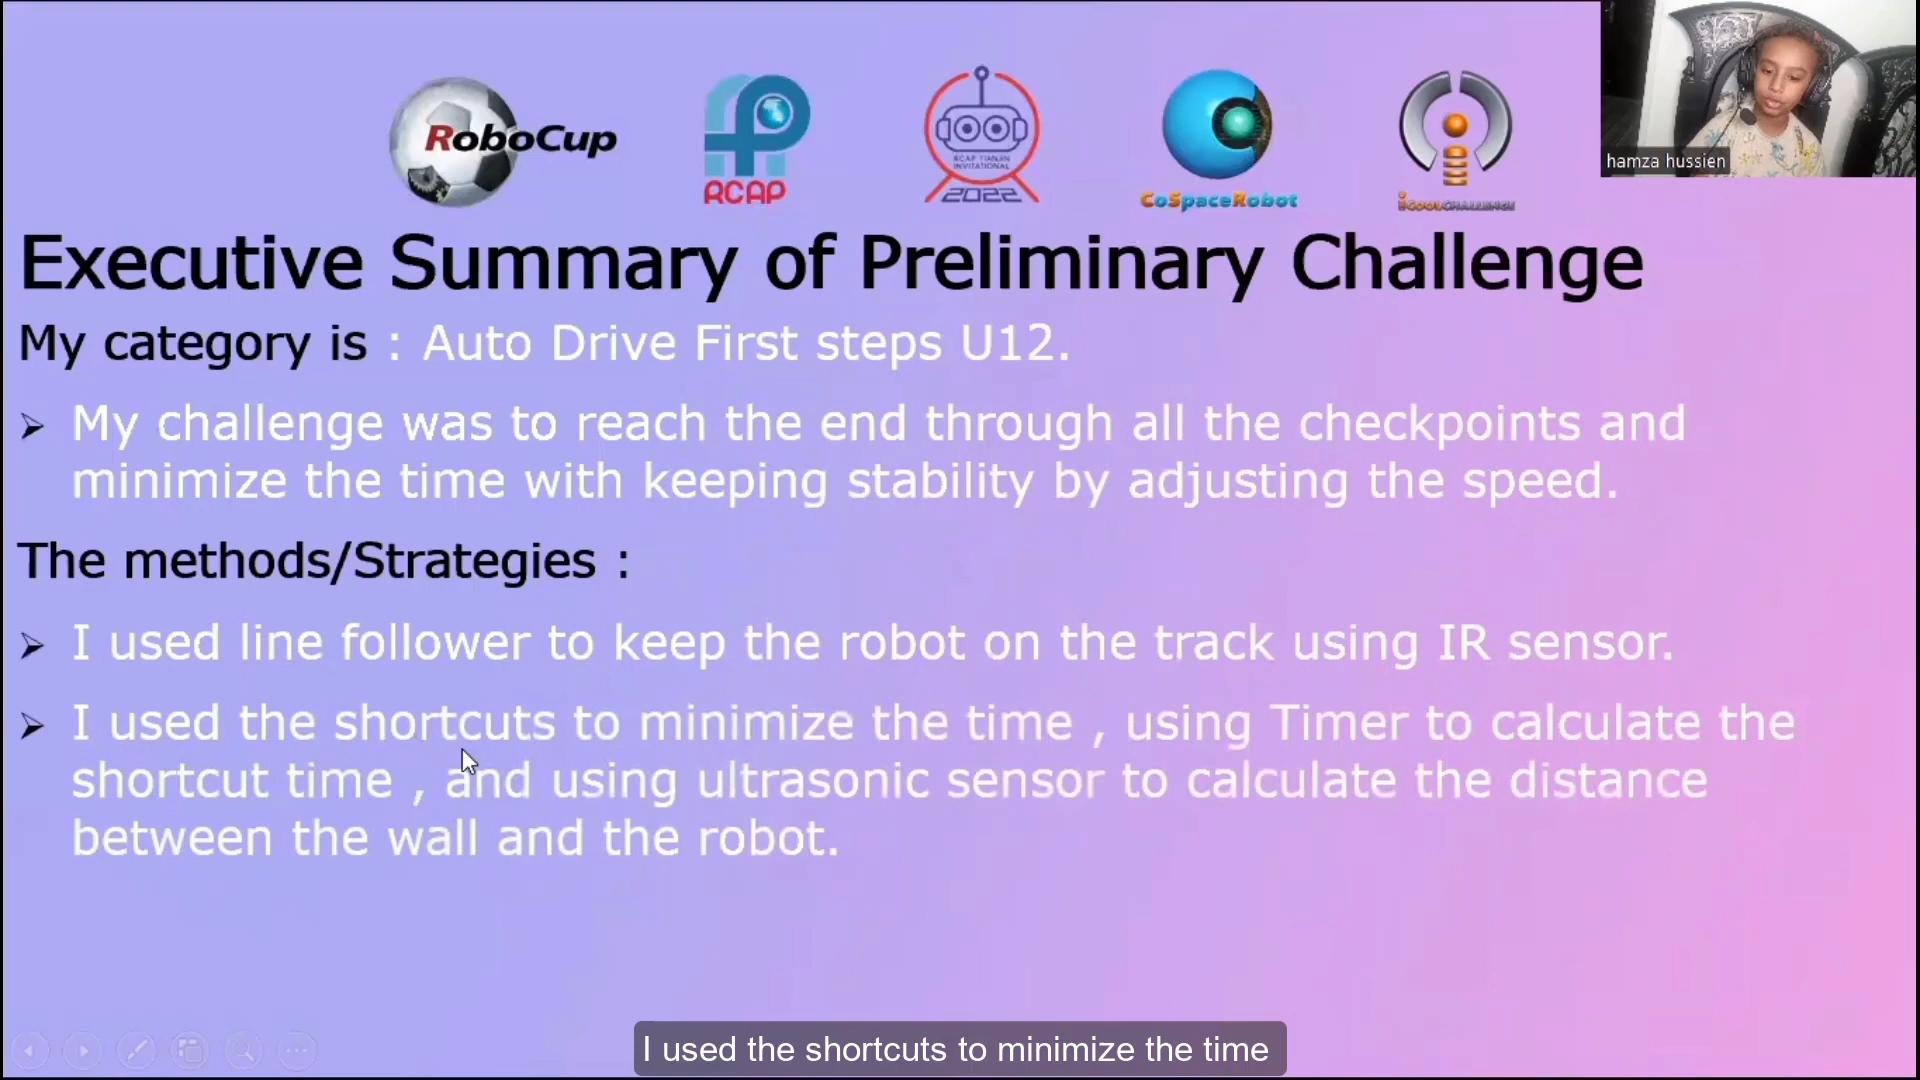 RoboCup
RCAP
RCAP TIANJIN
INVITATIONAL
2022
CoSpaceRobot
iCOOLCHALLENGE
hamza hussien
Executive Summary of Preliminary Challenge
My category is : Auto Drive First steps U12.
My challenge was to reach the end through all the checkpoints and
minimize the time with keeping stability by adjusting the speed.
The methods/Strategies :
I used line follower to keep the robot on the track using IR sensor.
I used the shortcuts to minimize the time , using Timer to calculate the
shortcut time , and using ultrasonic sensor to calculate the distance
between the wall and the robot.
I used the shortcuts to minimize the time